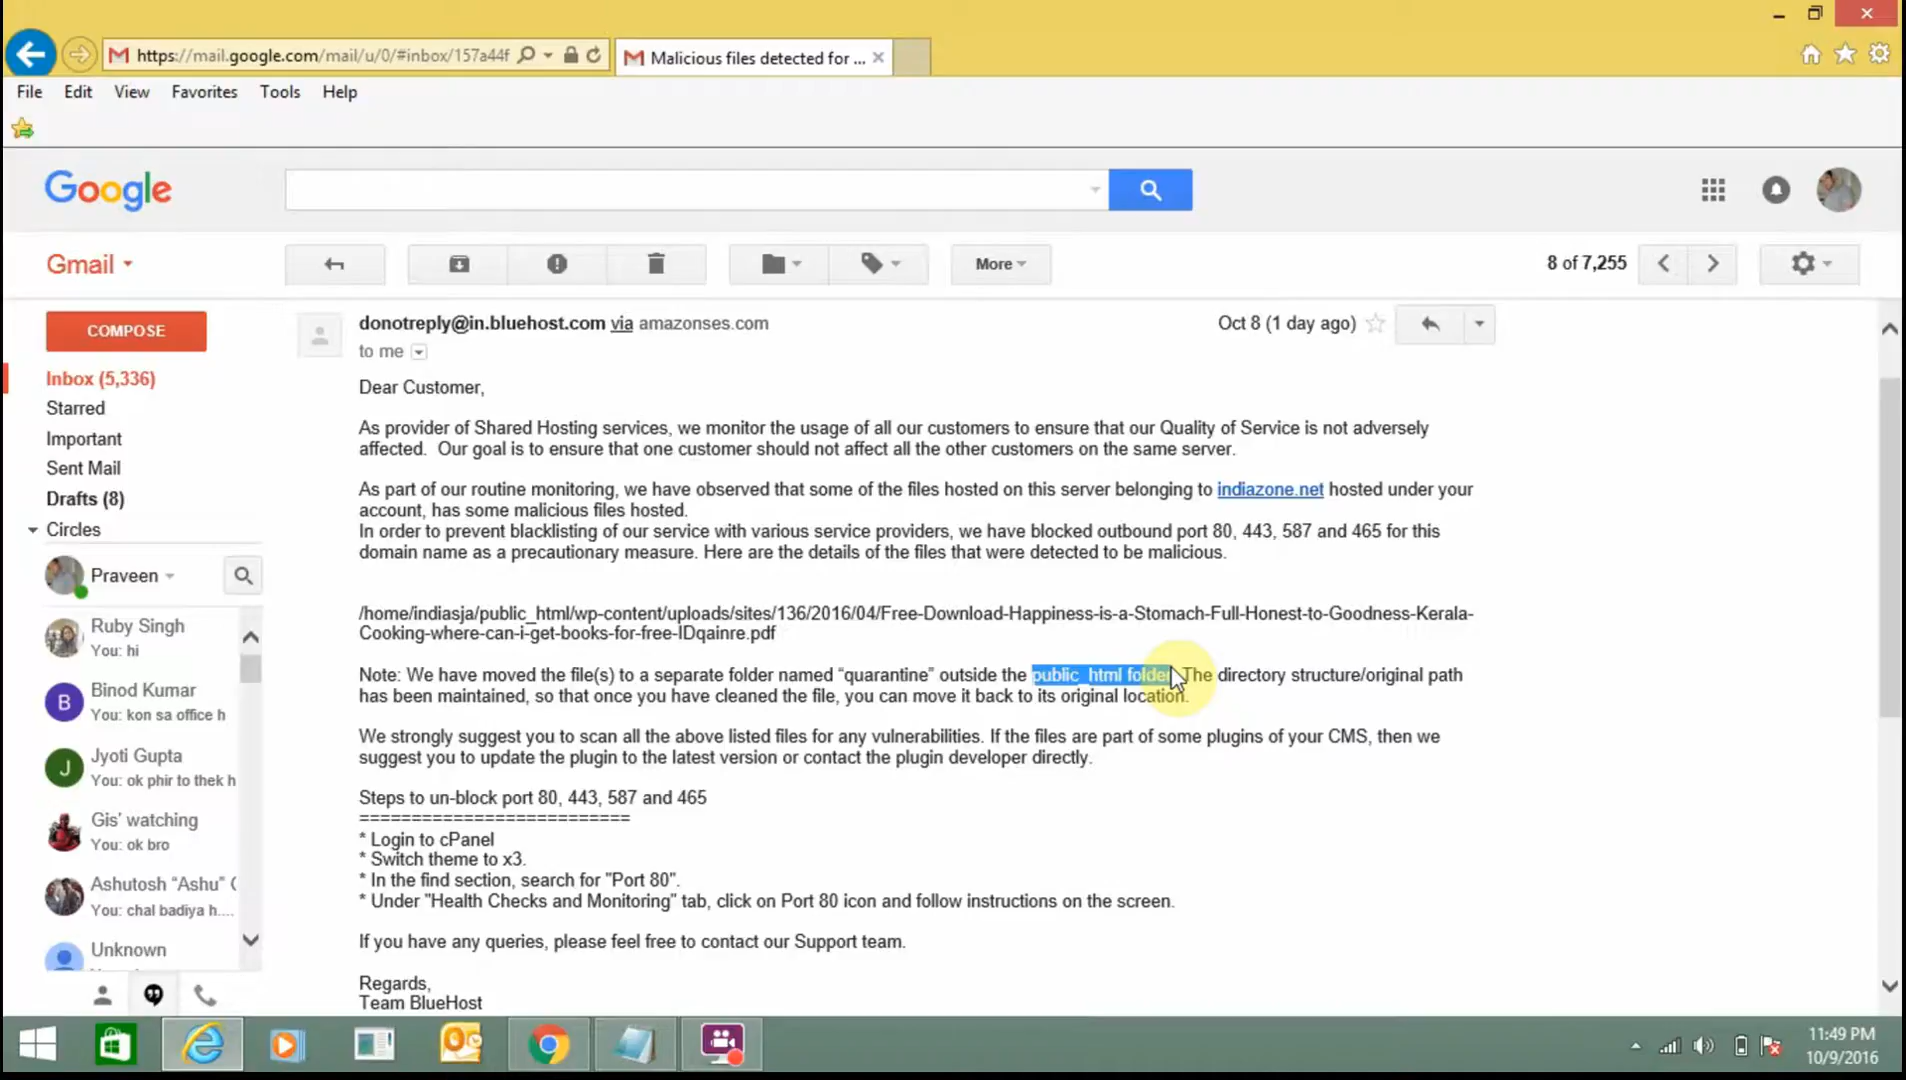 https://mail.google.com/mail/u/0/#inbox/157a44f
Malicious files detected for ...
File Edit View Favorites Tools Help
Google
Gmail
More
8 of 7,255
COMPOSE
Inbox (5,336)
Starred
Important
Sent Mail
Drafts (8)
Circles
Praveen
Ruby Singh
You: hi
Binod Kumar
You: kon sa office h
Jyoti Gupta
You: ok phir to thek h
Gis' watching
You: ok bro
Ashutosh "Ashu" (
You: chal badiya h....
Unknown
donotreply@in.bluehost.com via amazonses.com
Oct 8 (1 day ago)
to me
Dear Customer,
As provider of Shared Hosting services, we monitor the usage of all our customers to ensure that our Quality of Service is not adversely
affected. Our goal is to ensure that one customer should not affect all the other customers on the same server.
As part of our routine monitoring, we have observed that some of the files hosted on this server belonging to indiazone.net hosted under your
account, has some malicious files hosted.
In order to prevent blacklisting of our service with various service providers, we have blocked outbound port 80, 443, 587 and 465 for this
domain name as a precautionary measure. Here are the details of the files that were detected to be malicious.
/home/indiasja/public_html/wp-content/uploads/sites/136/2016/04/Free-Download-Happiness-is-a-Stomach-Full-Honest-to-Goodness-Kerala-
Cooking-where-can-i-get-books-for-free-IDqainre.pdf
Note: We have moved the file(s) to a separate folder named “quarantine” outside the public_html folder. The directory structure/original path
has been maintained, so that once you have cleaned the file, you can move it back to its original location.
We strongly suggest you to scan all the above listed files for any vulnerabilities. If the files are part of some plugins of your CMS, then we
suggest you to update the plugin to the latest version or contact the plugin developer directly.
Steps to un-block port 80, 443, 587 and 465
==========================
* Login to cPanel
* Switch theme to x3.
* In the find section, search for "Port 80".
* Under "Health Checks and Monitoring" tab, click on Port 80 icon and follow instructions on the screen.
If you have any queries, please feel free to contact our Support team.
Regards,
Team BlueHost
11:49 PM
10/9/2016